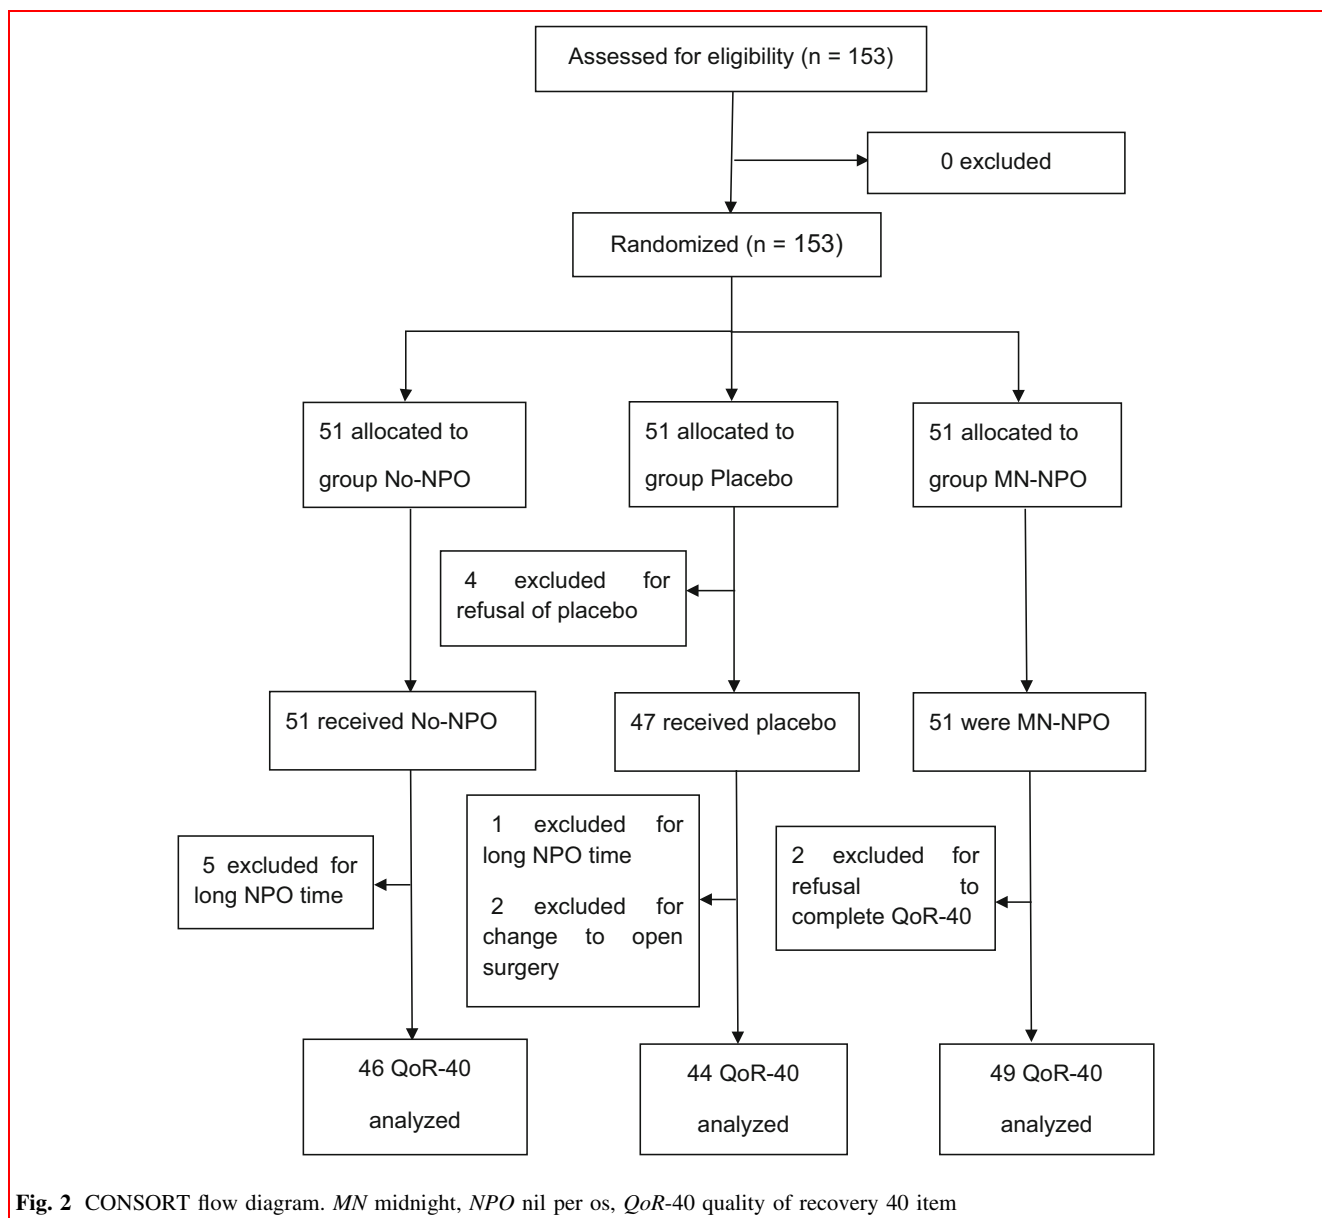 Assessed for eligibility (n = 153)
0 excluded
Randomized (n = 153)
51 allocated to
group No-NPO
51 allocated to
group Placebo
51 allocated to
group MN-NPO
4 excluded for
refusal of placebo
51 received No-NPO
47 received placebo
51 were MN-NPO
5 excluded for
long NPO time
1 excluded for
long NPO time
2 excluded for
change to open
surgery
2 excluded for
refusal to
complete QoR-40
46 QoR-40
analyzed
44 QoR-40
analyzed
49 QoR-40
analyzed
Fig. 2 CONSORT flow diagram. MN midnight, NPO nil per os, QoR-40 quality of recovery 40 item